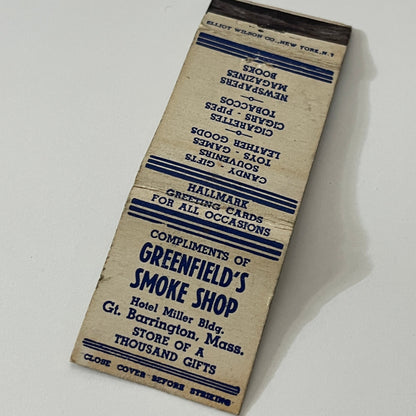 ELLIOT WILSON CO., NEW YORK, N.Y
CANDY - GIFTS
SOUVENIRS
TOYS - GAMES
LEATHER GOODS
CIGARETTES
CIGARS - PIPES
TOBACCOS
NEWSPAPERS
MAGAZINES
BOOKS
HALLMARK
GREETING CARDS
FOR ALL OCCASIONS
COMPLIMENTS OF
GREENFIELD'S
SMOKE SHOP
Hotel Miller Bldg.
Gt. Barrington, Mass.
STORE OF A
THOUSAND GIFTS
CLOSE COVER BEFORE STRIKING